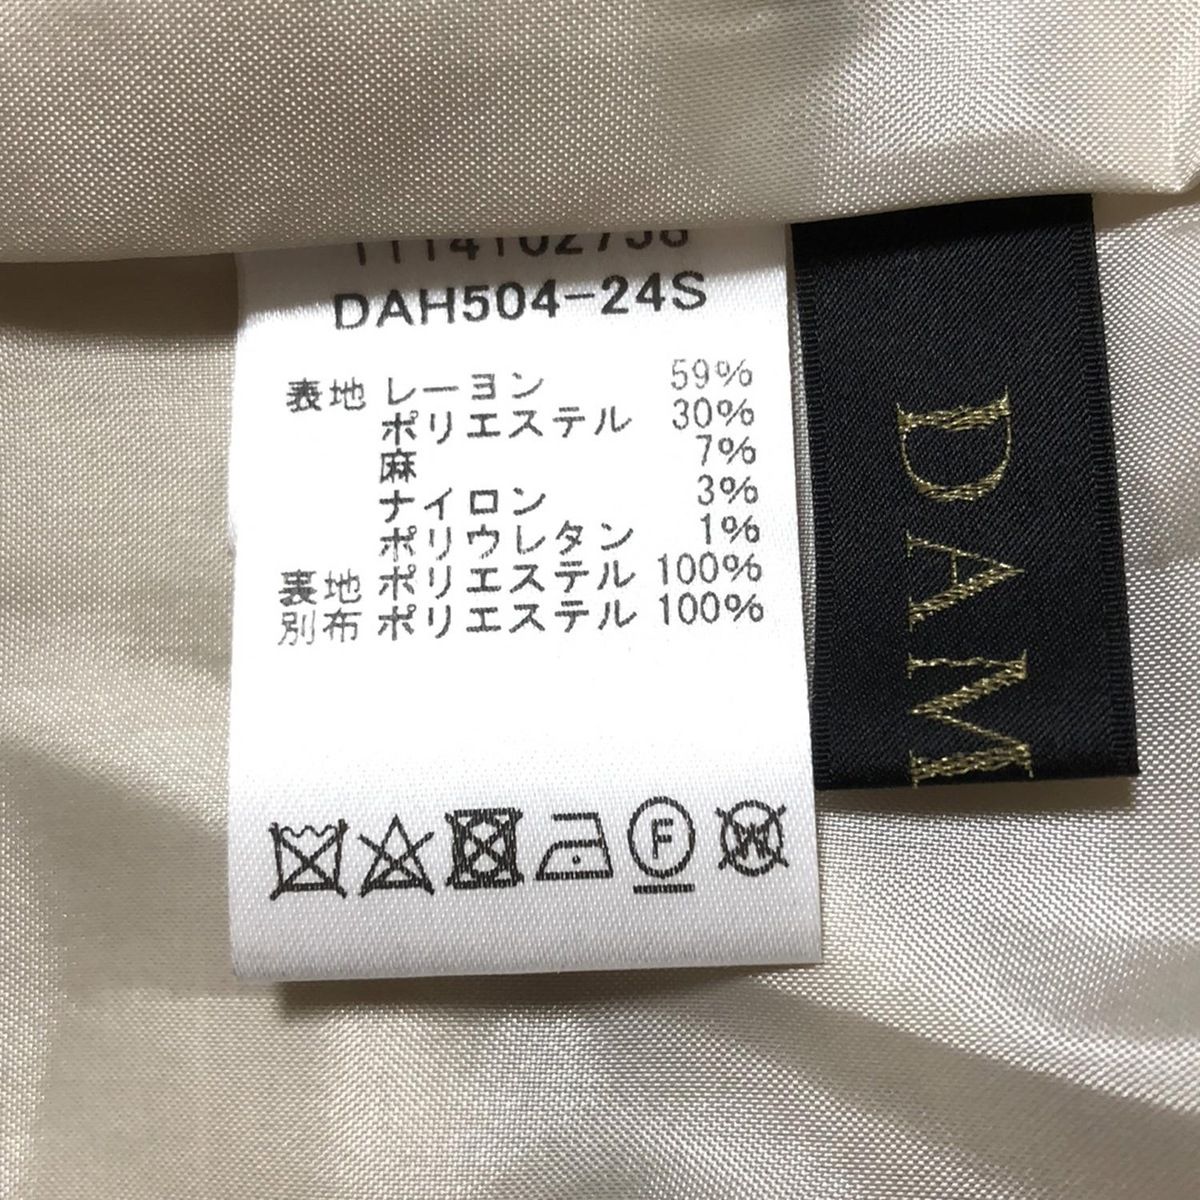 DAH504-24S
表地 レーヨン 59%
ポリエステル 30%
麻 7%
ナイロン 3%
ポリウレタン 1%
裏地 ポリエステル 100%
別布 ポリエステル 100%
F
W
DAM